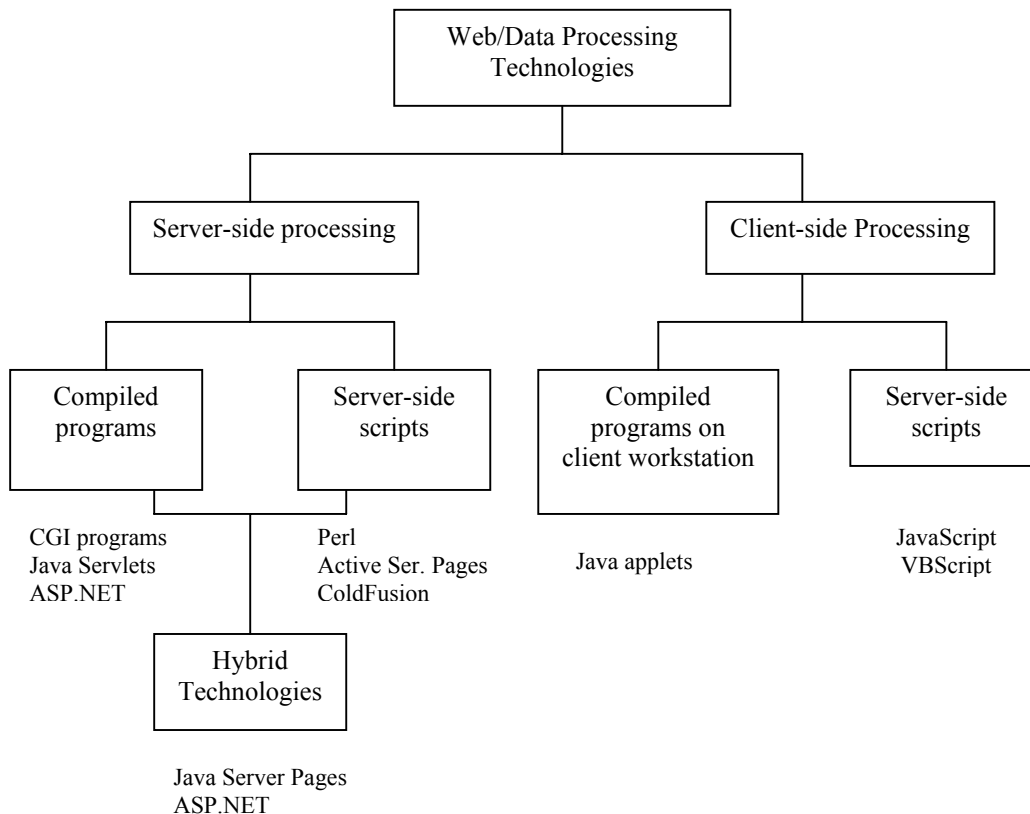 Web/Data Processing
Technologies
Server-side processing
Client-side Processing
Compiled
programs
Server-side
scripts
Compiled
programs on
client workstation
Server-side
scripts
CGI programs
Java Servlets
ASP.NET
Perl
Active Ser. Pages
ColdFusion
Java applets
JavaScript
VBScript
Hybrid
Technologies
Java Server Pages
ASP.NET